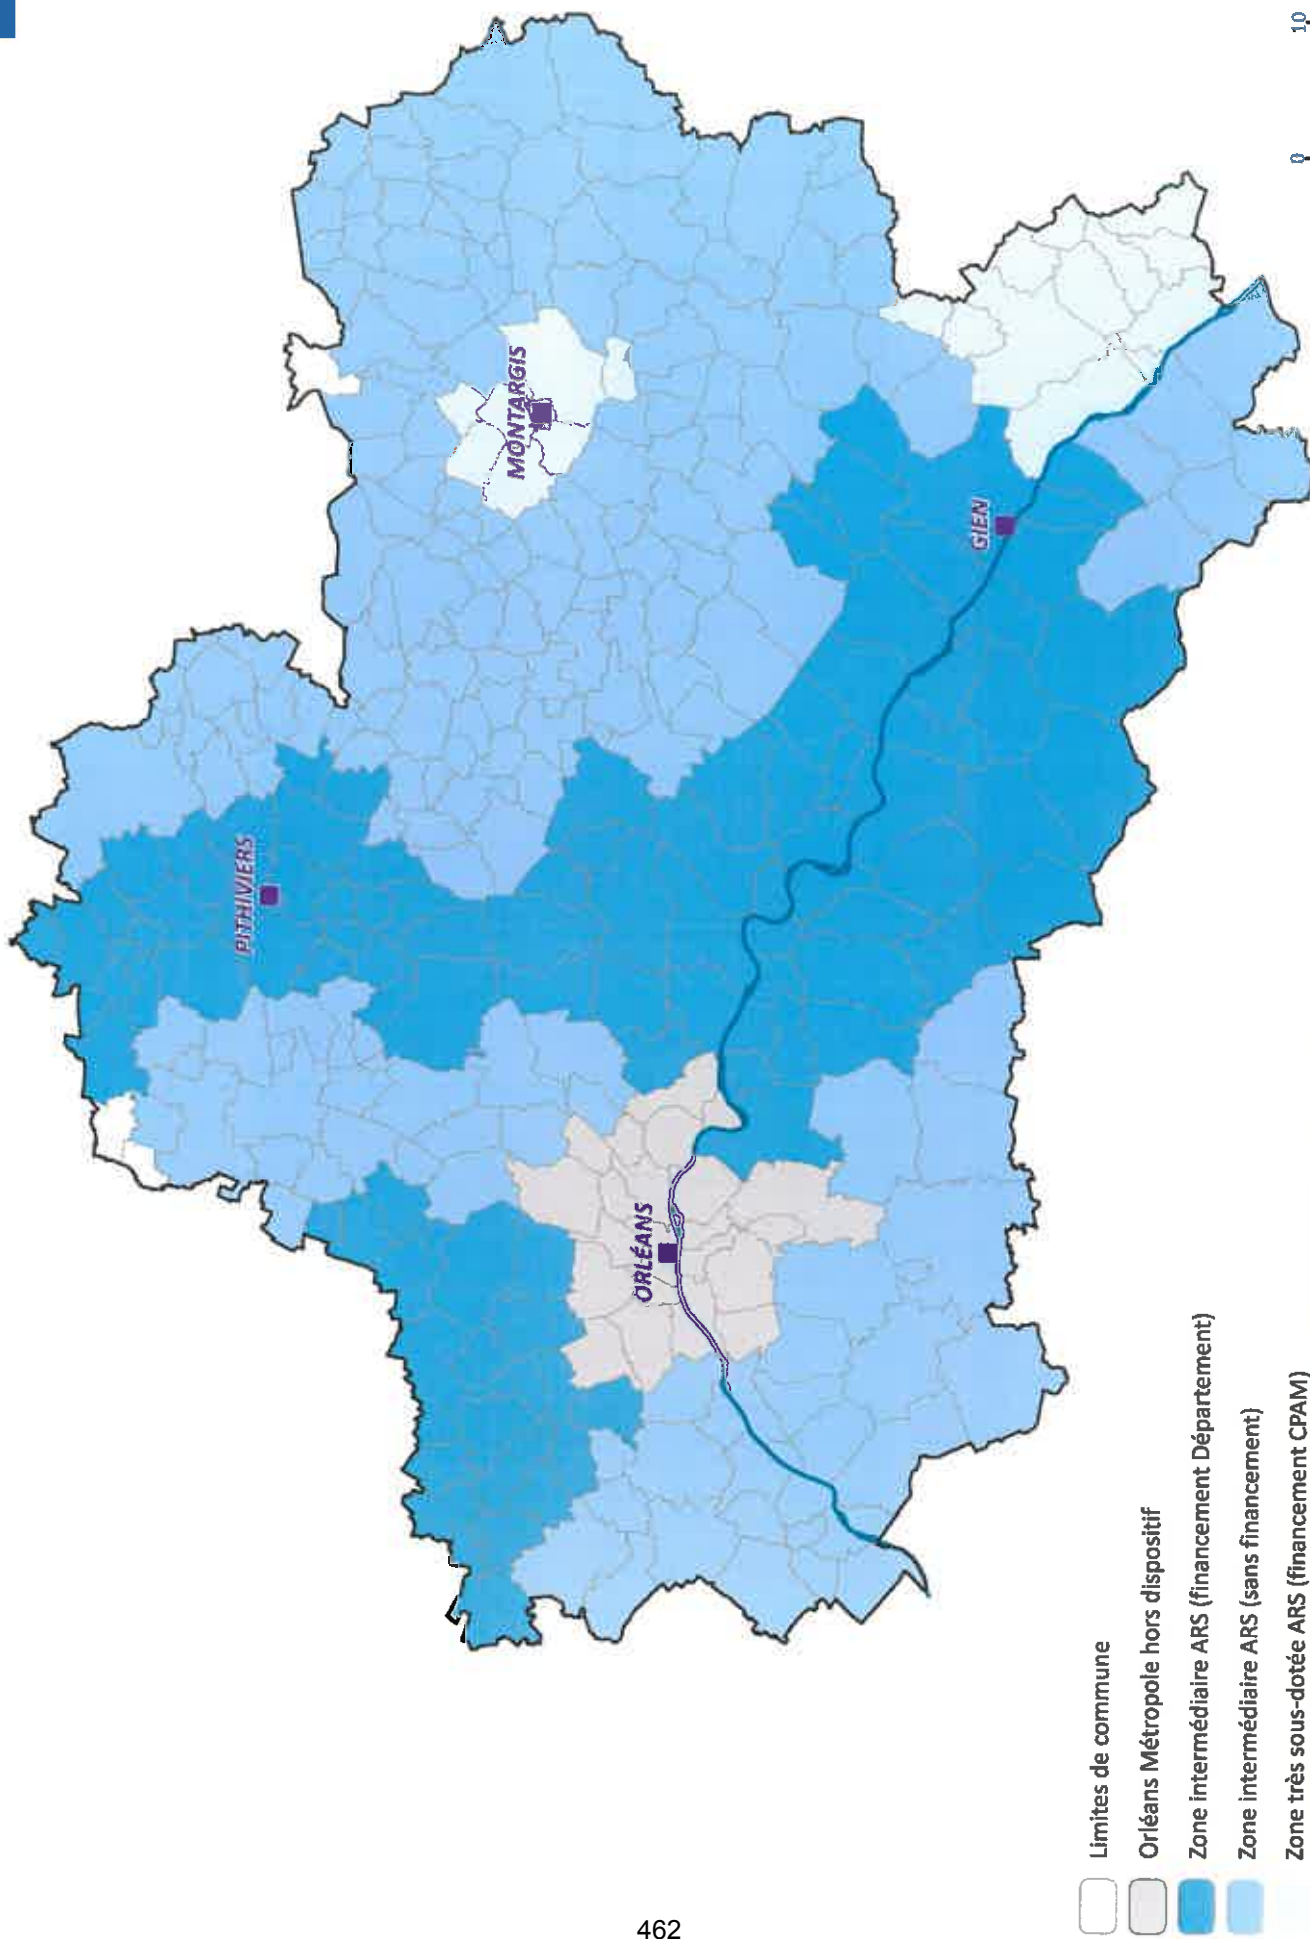 10
0
PITHIVIERS
MONTARGIS
ORLÉANS
GIEN
Limites de commune
Orléans Métropole hors dispositif
Zone intermédiaire ARS (financement Département)
Zone intermédiaire ARS (sans financement)
Zone très sous-dotée ARS (financement CPAM)
462